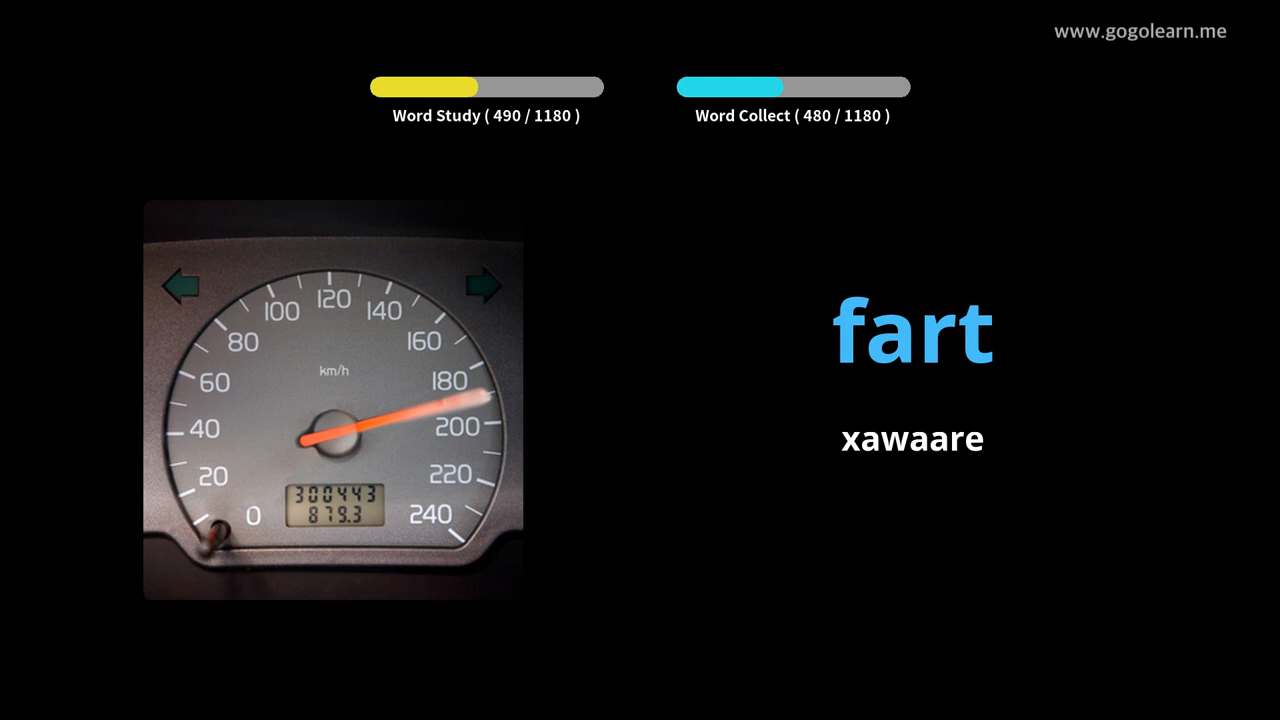 www.gogolearn.me
Word Study ( 490 / 1180 )
Word Collect ( 480 / 1180 )
fart
xawaare
120
100
140
80
160
km/h
60
180
40
200
20
220
0
240
300443
879.3